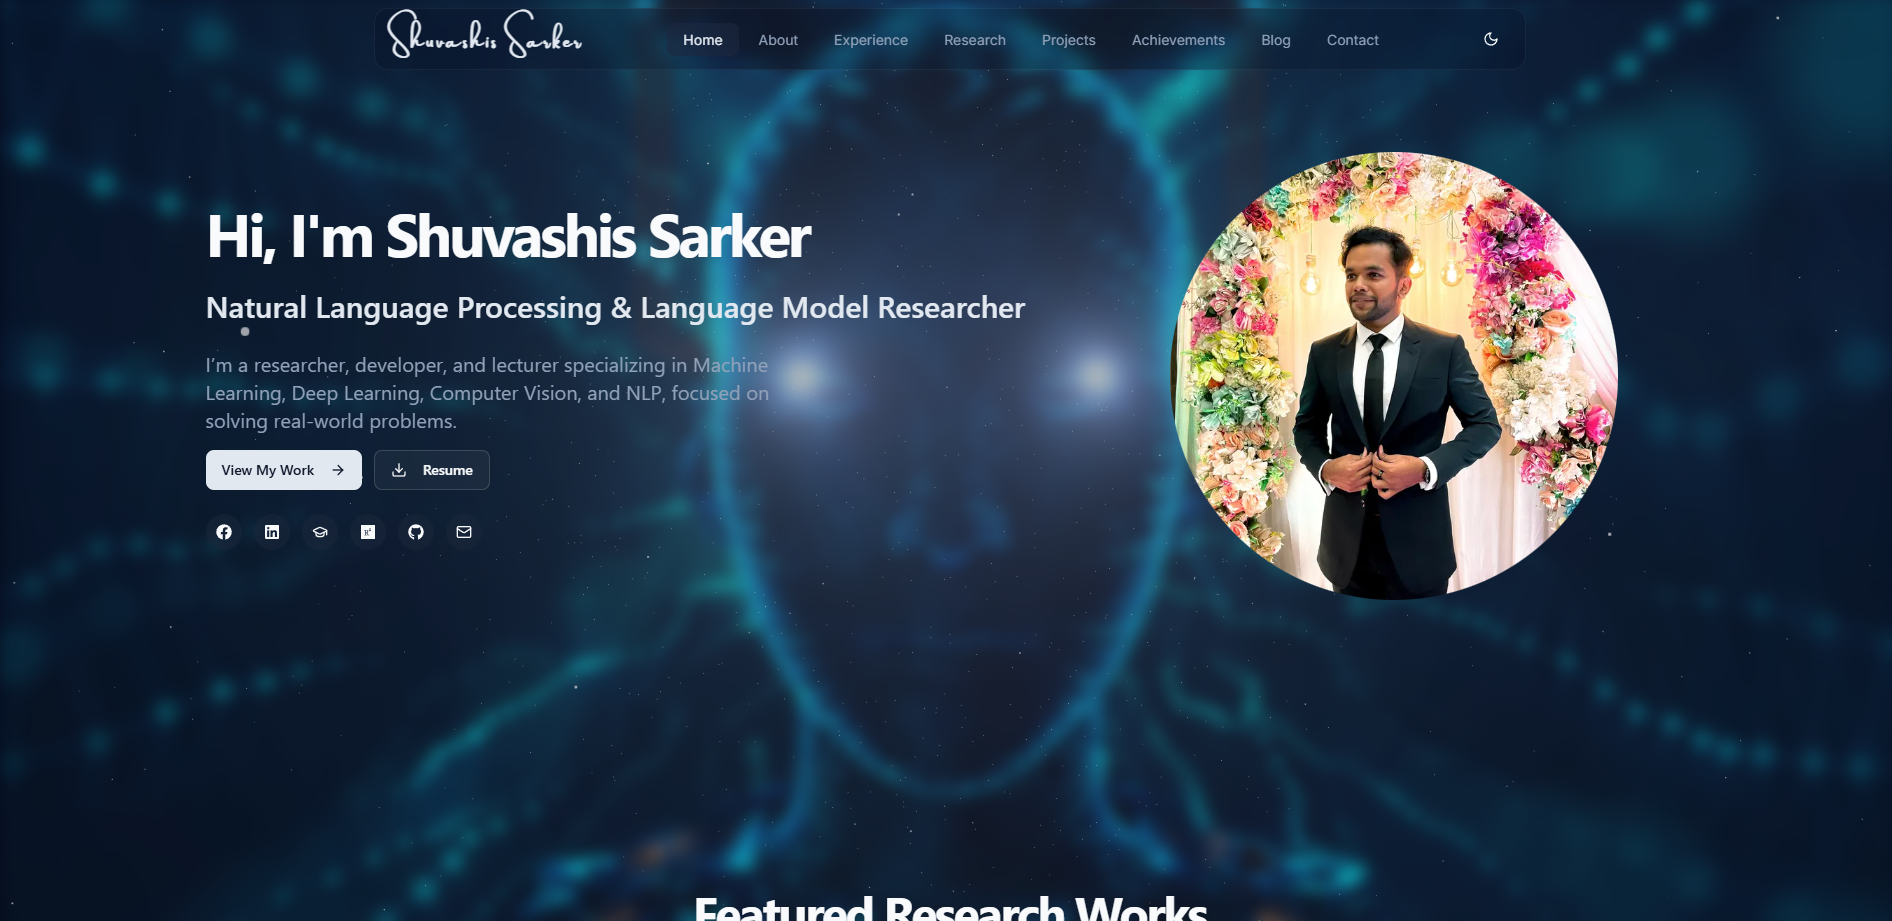 Shuvashis Sarker
Home About Experience Research Projects Achievements Blog Contact
Hi, I'm Shuvashis Sarker
Natural Language Processing & Language Model Researcher
I’m a researcher, developer, and lecturer specializing in Machine
Learning, Deep Learning, Computer Vision, and NLP, focused on
solving real-world problems.
View My Work
Resume
Featured Research Works